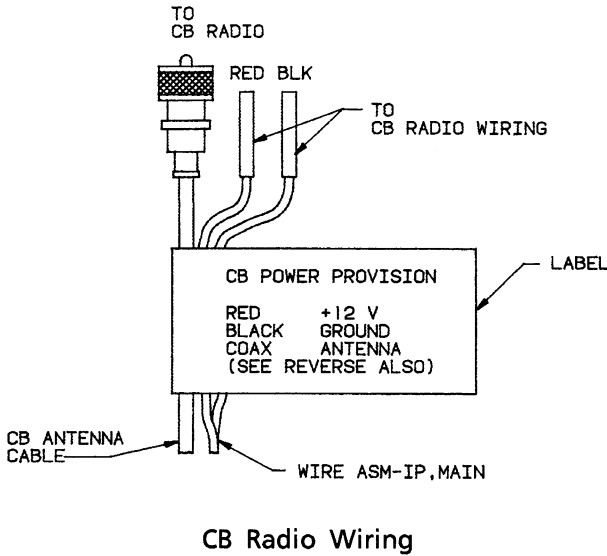 TO
CB RADIO
RED BLK
TO
CB RADIO WIRING
LABEL
CB POWER PROVISION
RED +12 V
BLACK GROUND
COAX ANTENNA
(SEE REVERSE ALSO)
CB ANTENNA
CABLE
WIRE ASM-IP,MAIN
CB Radio Wiring